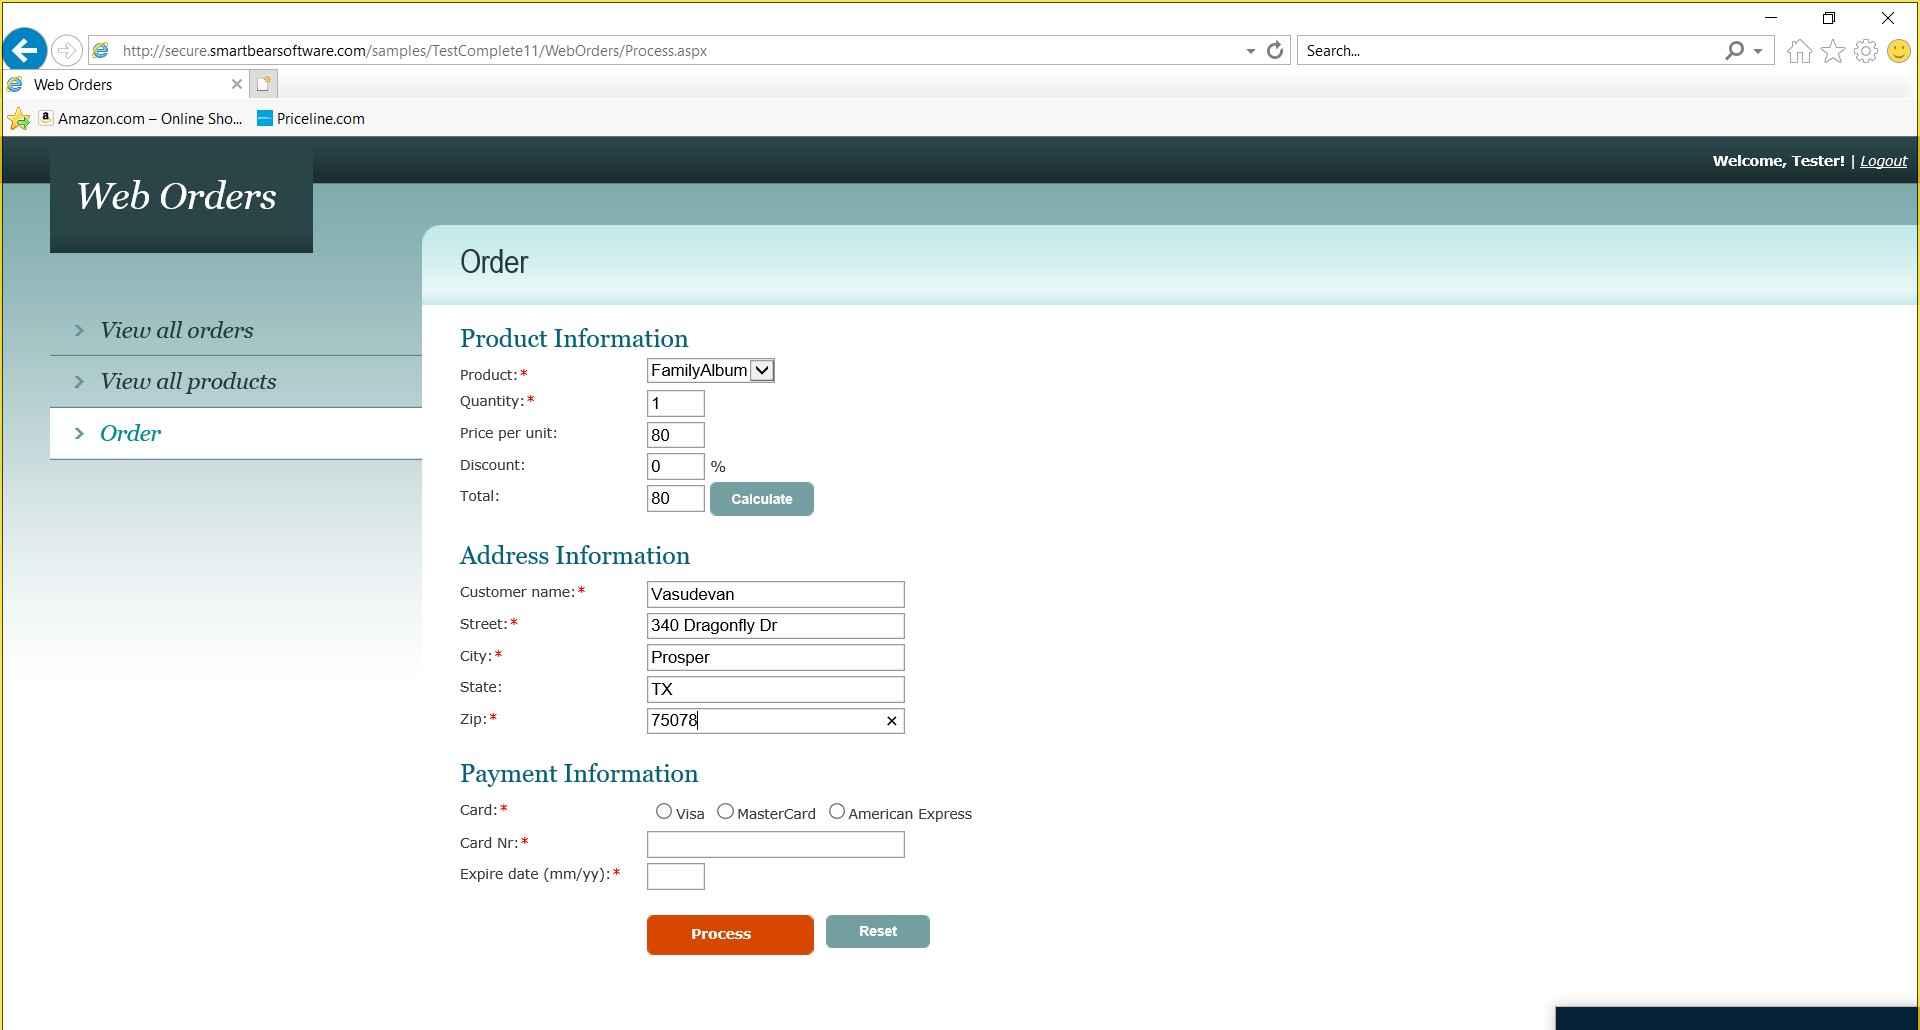 http://secure.smartbearsoftware.com/samples/TestComplete11/WebOrders/Process.aspx
Search...
Web Orders
Amazon.com – Online Sho...
Priceline.com
Welcome, Tester! | Logout
Web Orders
Order
View all orders
View all products
Order
Product Information
Product:* FamilyAlbum
Quantity:* 1
Price per unit: 80
Discount: 0 %
Total: 80 Calculate
Address Information
Customer name:* Vasudevan
Street:* 340 Dragonfly Dr
City:* Prosper
State: TX
Zip:* 75078
Payment Information
Card:* Visa MasterCard American Express
Card Nr:*
Expire date (mm/yy):*
Process Reset